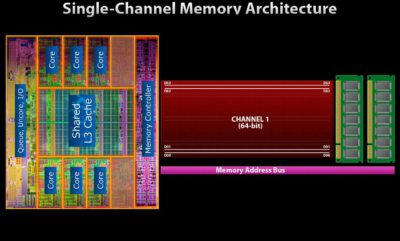 Single-Channel Memory Architecture
Core
Core
Core
Queue, Uncore, I/O
Shared
L3 Cache
Memory Controller
CHANNEL 1
(64-bit)
Core
Core
Core
Memory Address Bus